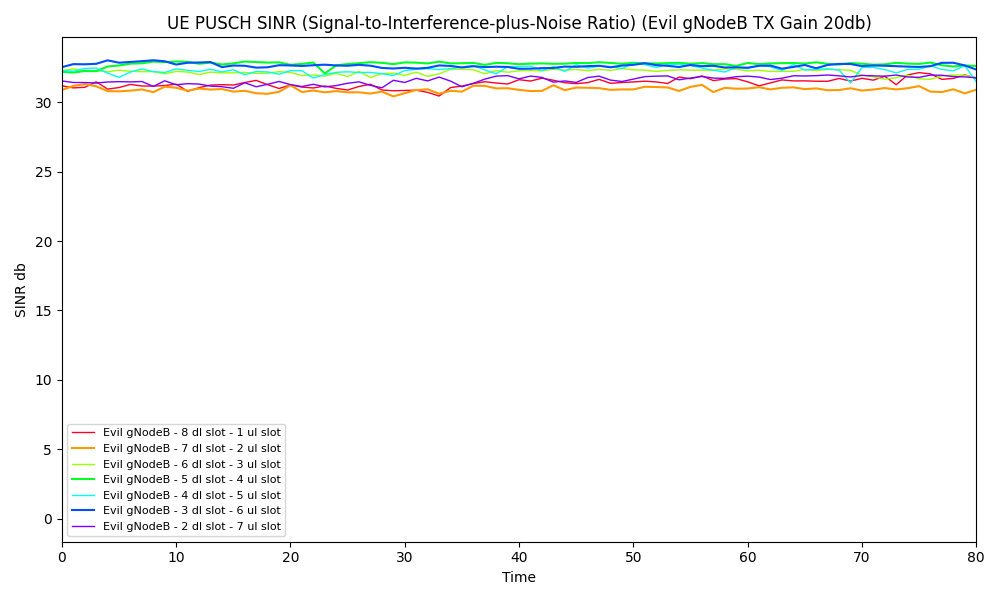 UE PUSCH SINR (Signal-to-Interference-plus-Noise Ratio) (Evil gNodeB TX Gain 20db)
SINR db
30
25
20
15
10
5
0
Evil gNodeB - 8 dl slot - 1 ul slot
Evil gNodeB - 7 dl slot - 2 ul slot
Evil gNodeB - 6 dl slot - 3 ul slot
Evil gNodeB - 5 dl slot - 4 ul slot
Evil gNodeB - 4 dl slot - 5 ul slot
Evil gNodeB - 3 dl slot - 6 ul slot
Evil gNodeB - 2 dl slot - 7 ul slot
0 10 20 30 40 50 60 70 80
Time